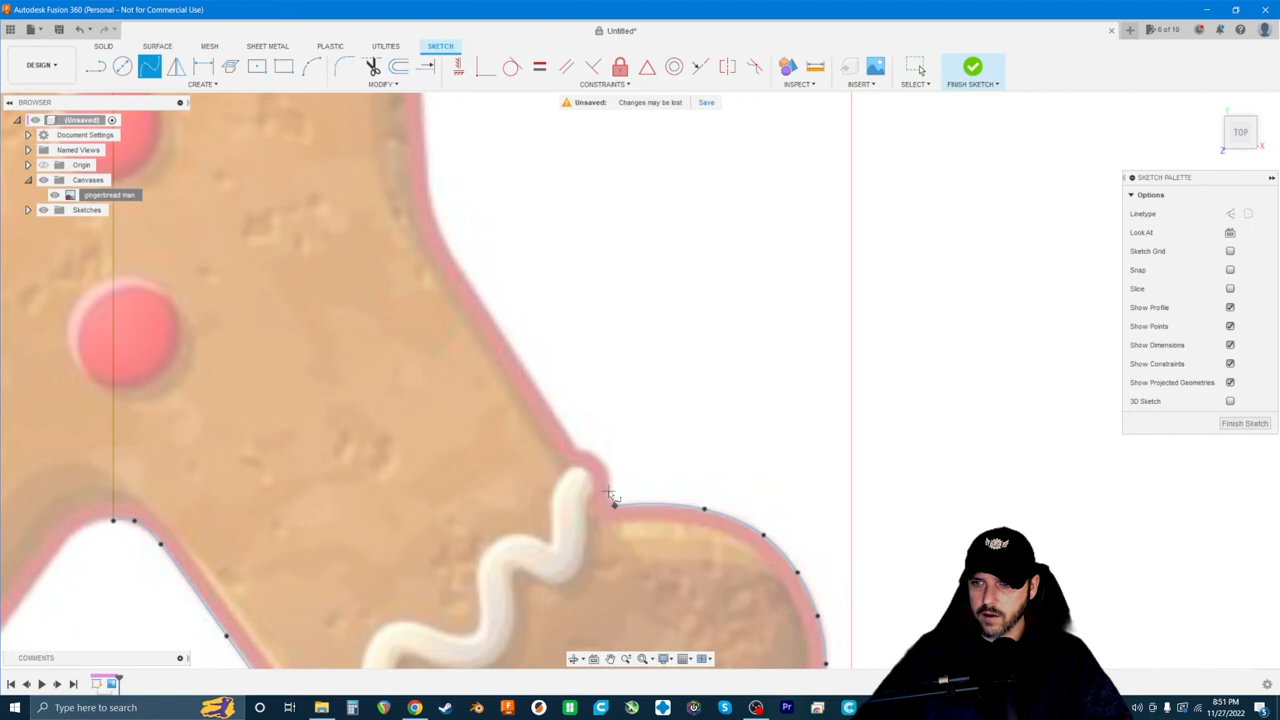 Autodesk Fusion 360 (Personal - Not for Commercial Use)
Untitled*
6 of 10
SOLID SURFACE MESH SHEET METAL PLASTIC UTILITIES SKETCH
DESIGN
CREATE MODIFY CONSTRAINTS INSPECT INSERT SELECT FINISH SKETCH
BROWSER
Unsaved: Changes may be lost Save
(Unsaved)
Document Settings
Named Views
Origin
Canvases
gingerbread man
Sketches
TOP
Y
X
Z
SKETCH PALETTE
Options
Linetype
Look At
Sketch Grid
Snap
Slice
Show Profile
Show Points
Show Dimensions
Show Constraints
Show Projected Geometries
3D Sketch
Finish Sketch
COMMENTS
Type here to search
Pr
8:51 PM
11/27/2022